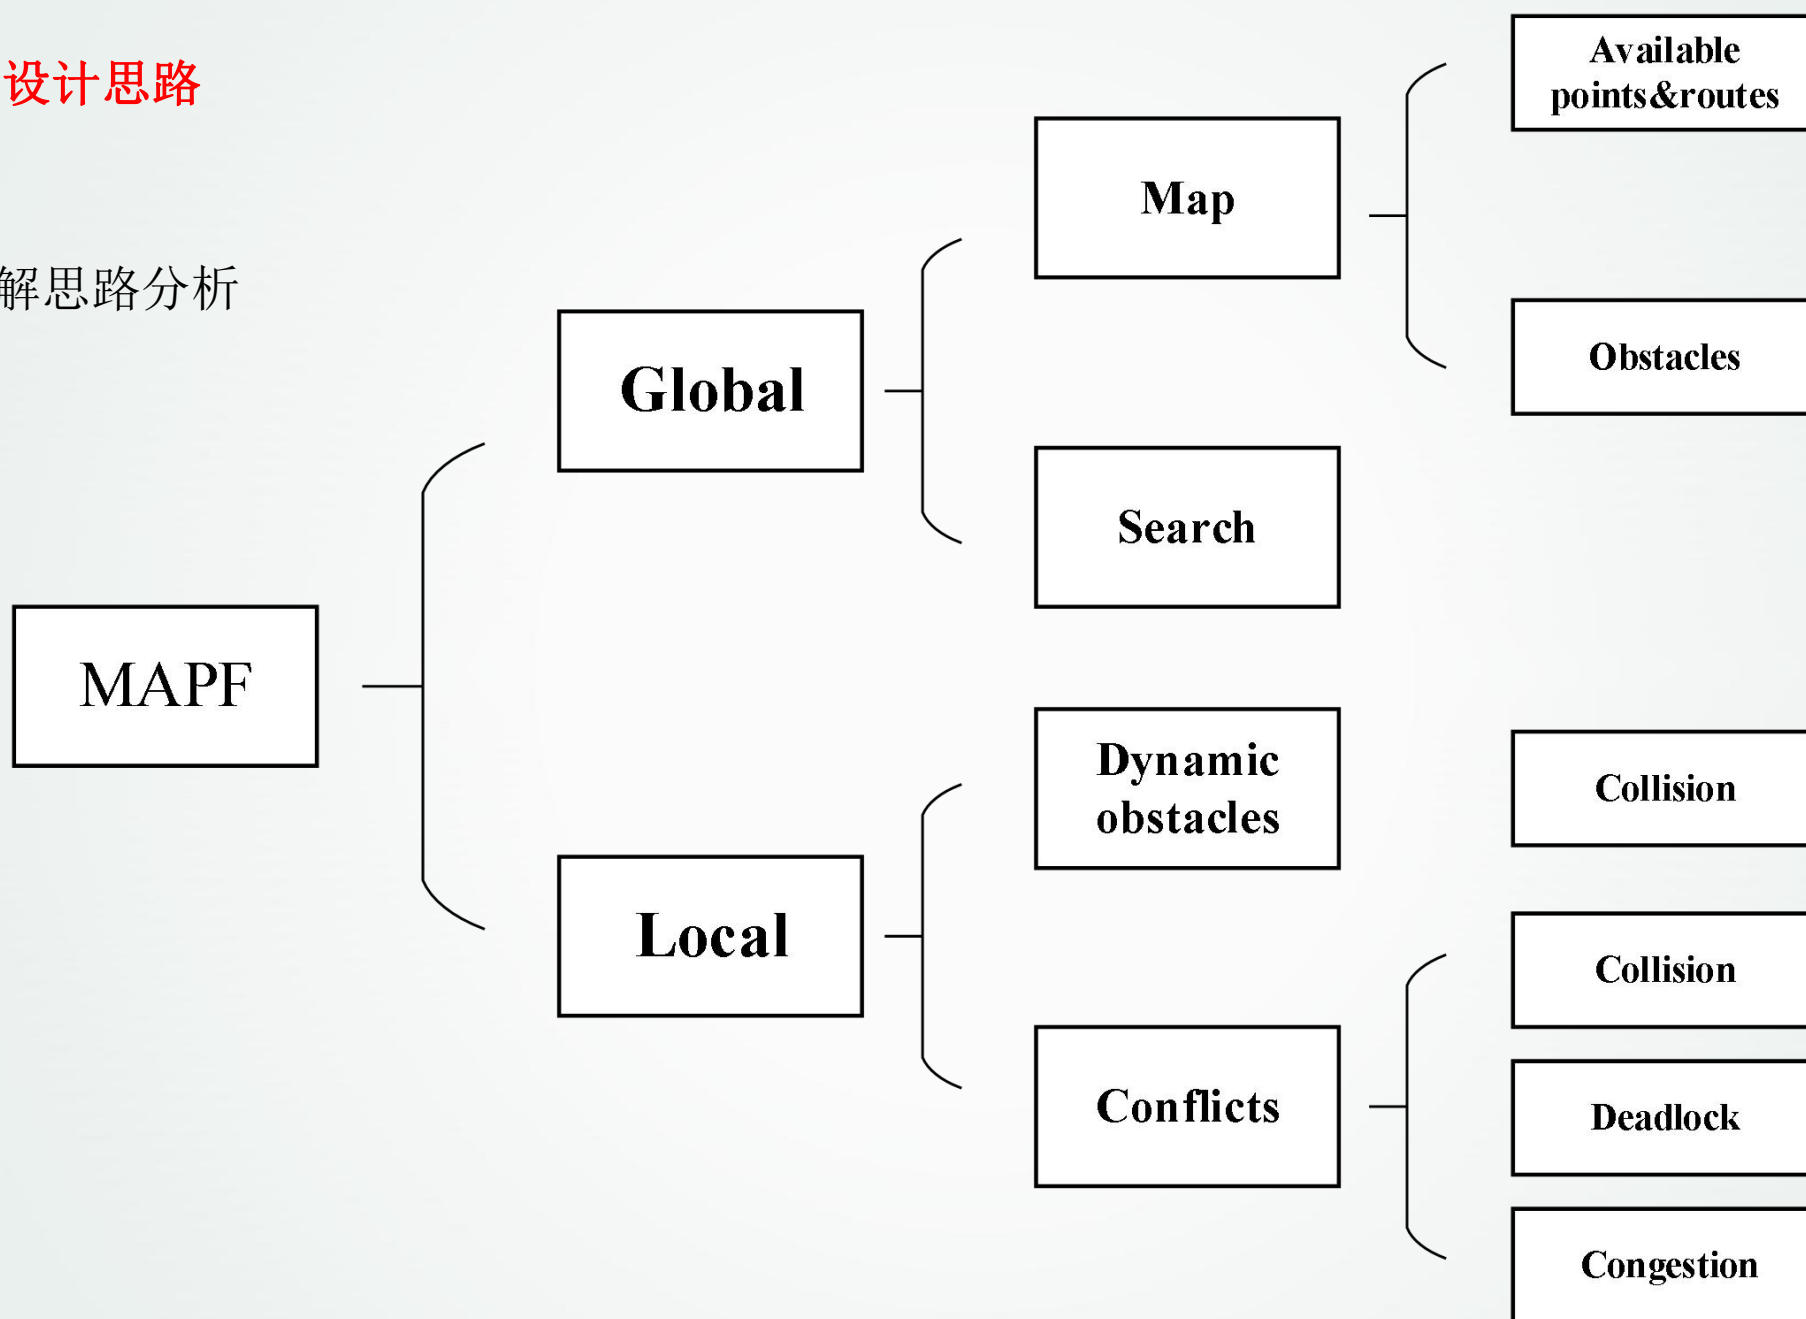 设计思路
解思路分析
MAPF
Global
Local
Map
Search
Dynamic
obstacles
Conflicts
Available
points&routes
Obstacles
Collision
Collision
Deadlock
Congestion